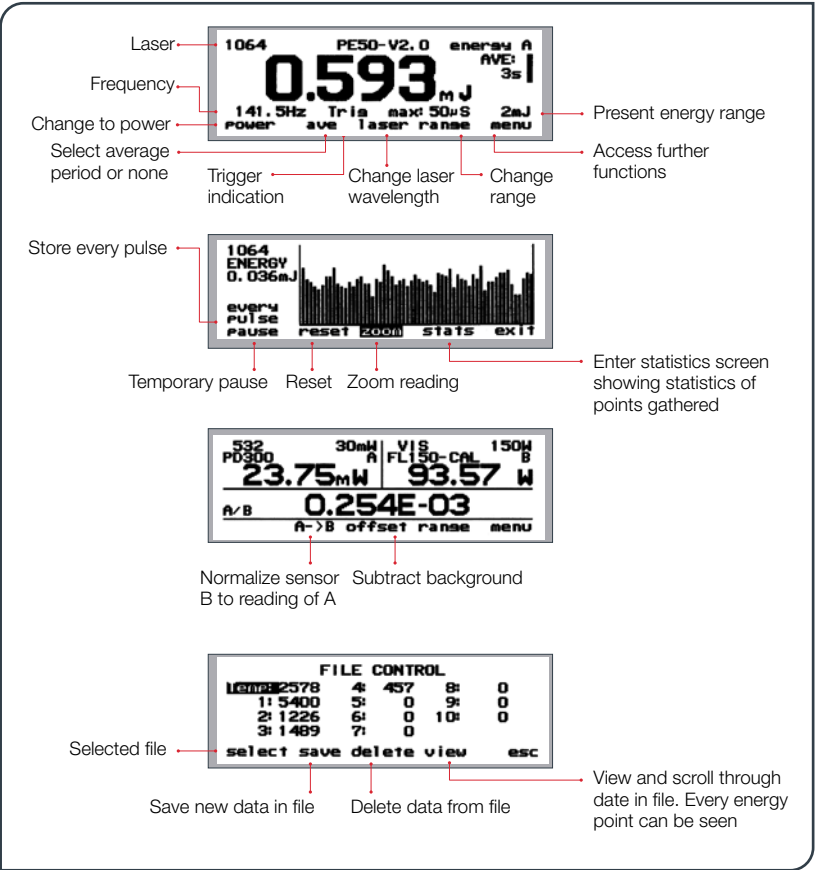 Laser
1064 PE50-V2.0 energy A
AVE:
3s
0.593 mJ
Frequency
141.5Hz Trig max: 50µS 2mJ
Present energy range
Change to power
power ave laser range menu
Select average
period or none
Trigger
indication
Change laser
wavelength
Change
range
Access further
functions
Store every pulse
1064
ENERGY
0.036mJ
every
pulse
pause reset zoom stats exit
Temporary pause Reset Zoom reading
Enter statistics screen
showing statistics of
points gathered
532 30mW VIS 150W
PD300 A FL150-CAL B
23.75mW 93.57 W
A/B 0.254E-03
A->B offset range menu
Normalize sensor
B to reading of A
Subtract background
FILE CONTROL
temp: 2578 4: 457 8: 0
1: 5400 5: 0 9: 0
2: 1226 6: 0 10: 0
3: 1489 7: 0
Selected file
select save delete view esc
Save new data in file Delete data from file
View and scroll through
date in file. Every energy
point can be seen